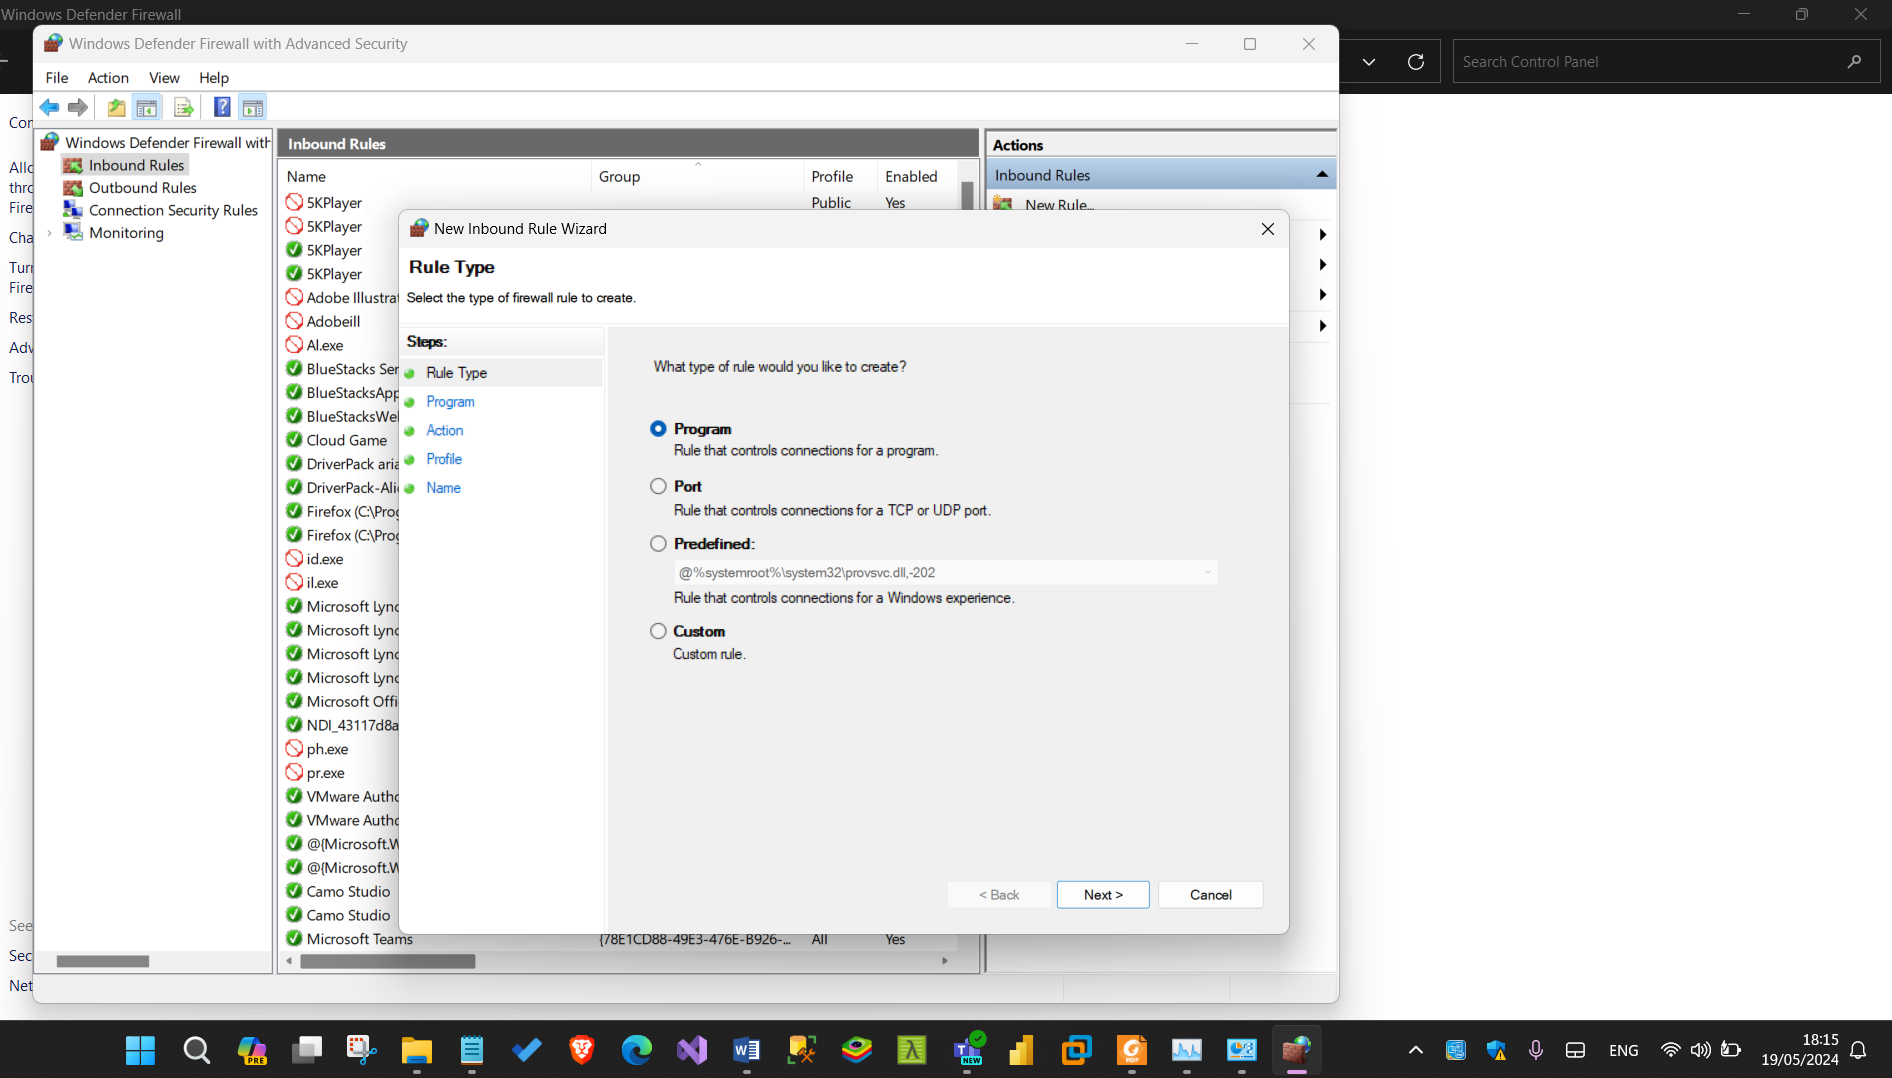 Windows Defender Firewall
Windows Defender Firewall with Advanced Security
Search Control Panel
File Action View Help
Windows Defender Firewall with
Inbound Rules
Outbound Rules
Connection Security Rules
Monitoring
Inbound Rules
Name Group Profile Enabled
5KPlayer Public Yes
5KPlayer
5KPlayer
5KPlayer
Adobe Illustrat
Adobeill
AI.exe
BlueStacks Ser
BlueStacksApp
BlueStacksWe
Cloud Game
DriverPack aria
DriverPack-Ali
Firefox (C:\Prog
Firefox (C:\Prog
id.exe
il.exe
Microsoft Lync
Microsoft Lync
Microsoft Lync
Microsoft Lync
Microsoft Offi
NDI_43117d8a
ph.exe
pr.exe
VMware Autho
VMware Autho
@{Microsoft.W
@{Microsoft.W
Camo Studio
Camo Studio
Microsoft Teams {78E1CD88-49E3-476E-B926-... All Yes
Actions
Inbound Rules
New Rule...
New Inbound Rule Wizard
Rule Type
Select the type of firewall rule to create.
Steps:
Rule Type
Program
Action
Profile
Name
What type of rule would you like to create?
Program
Rule that controls connections for a program.
Port
Rule that controls connections for a TCP or UDP port.
Predefined:
@%systemroot%\system32\provsvc.dll,-202
Rule that controls connections for a Windows experience.
Custom
Custom rule.
< Back Next > Cancel
Con
Allo
thro
Fire
Cha
Turn
Fire
Res
Adv
Trou
See
Sec
Net
PRE
NEW
PDF
ENG
18:15
19/05/2024